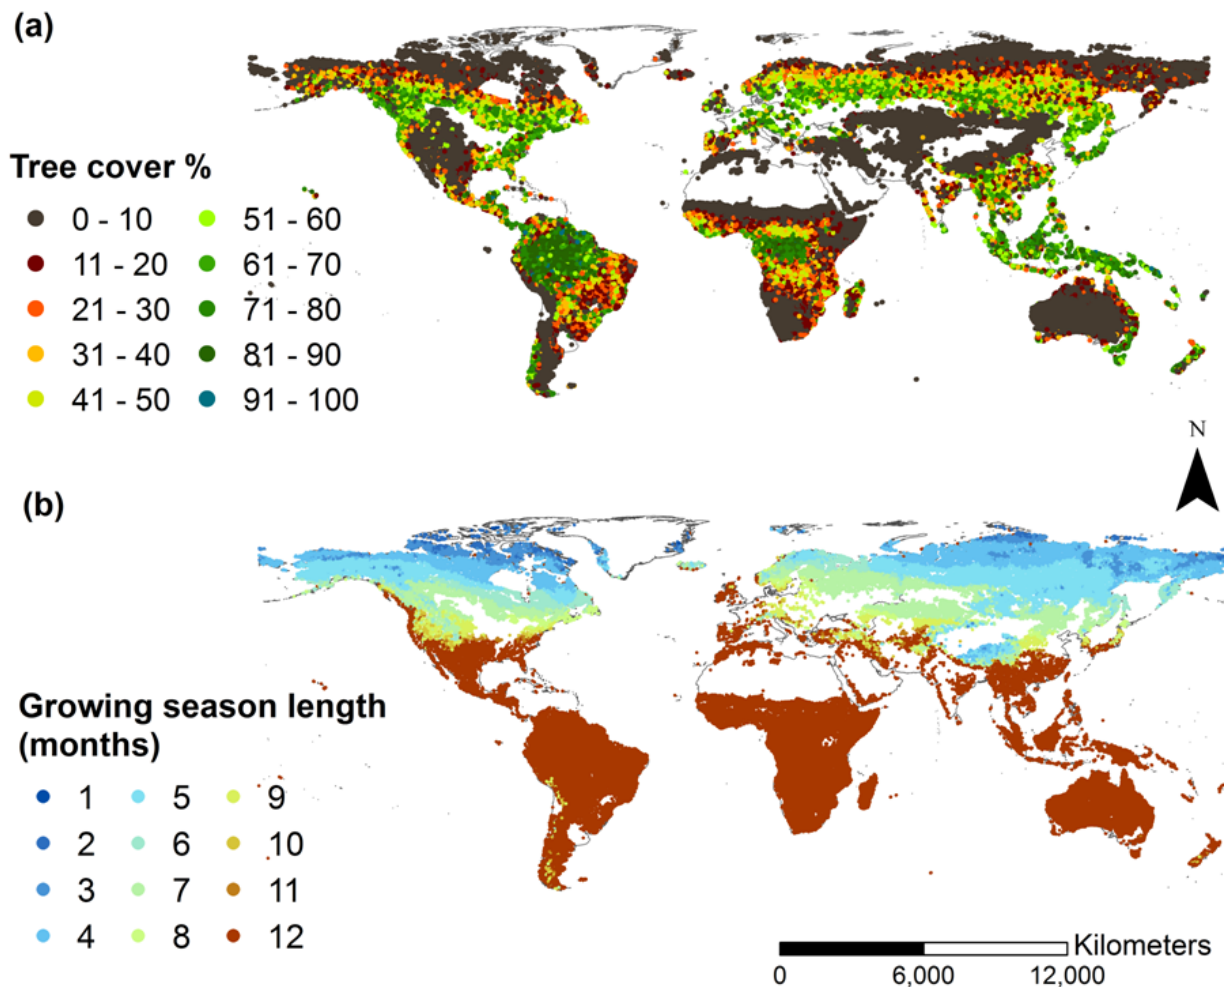 (a)
Tree cover %
0 - 10 51 - 60
11 - 20 61 - 70
21 - 30 71 - 80
31 - 40 81 - 90
41 - 50 91 - 100
N
(b)
Growing season length
(months)
1 5 9
2 6 10
3 7 11
4 8 12
Kilometers
0 6,000 12,000